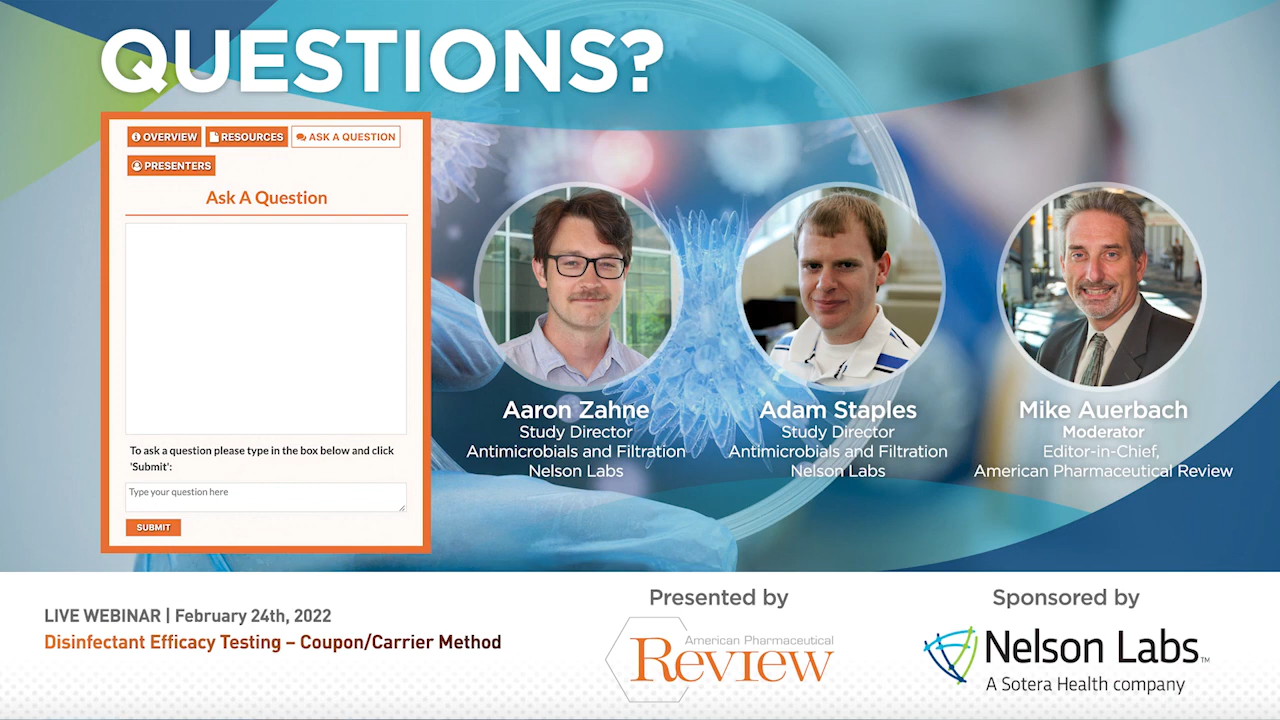 QUESTIONS?
OVERVIEW RESOURCES ASK A QUESTION
PRESENTERS
Ask A Question
To ask a question please type in the box below and click
'Submit':
Type your question here
SUBMIT
Aaron Zahne
Study Director
Antimicrobials and Filtration
Nelson Labs
Adam Staples
Study Director
Antimicrobials and Filtration
Nelson Labs
Mike Auerbach
Moderator
Editor-in-Chief,
American Pharmaceutical Review
LIVE WEBINAR | February 24th, 2022
Disinfectant Efficacy Testing – Coupon/Carrier Method
Presented by
American Pharmaceutical
Review
Sponsored by
Nelson Labs™
A Sotera Health company